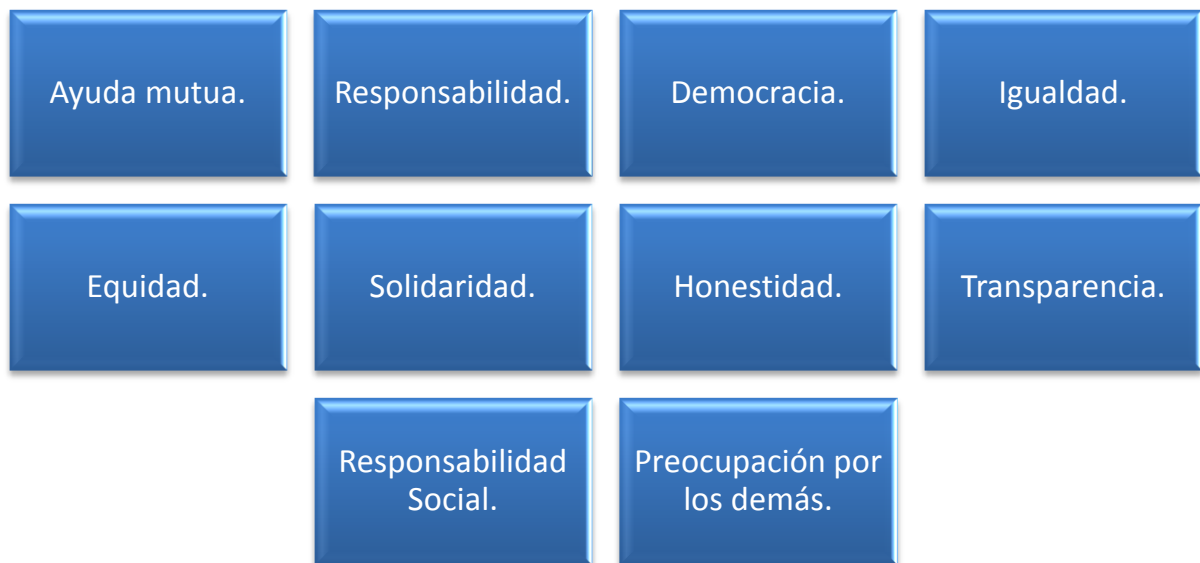 Ayuda mutua.
Responsabilidad.
Democracia.
Igualdad.
Equidad.
Solidaridad.
Honestidad.
Transparencia.
Responsabilidad
Social.
Preocupación por
los demás.